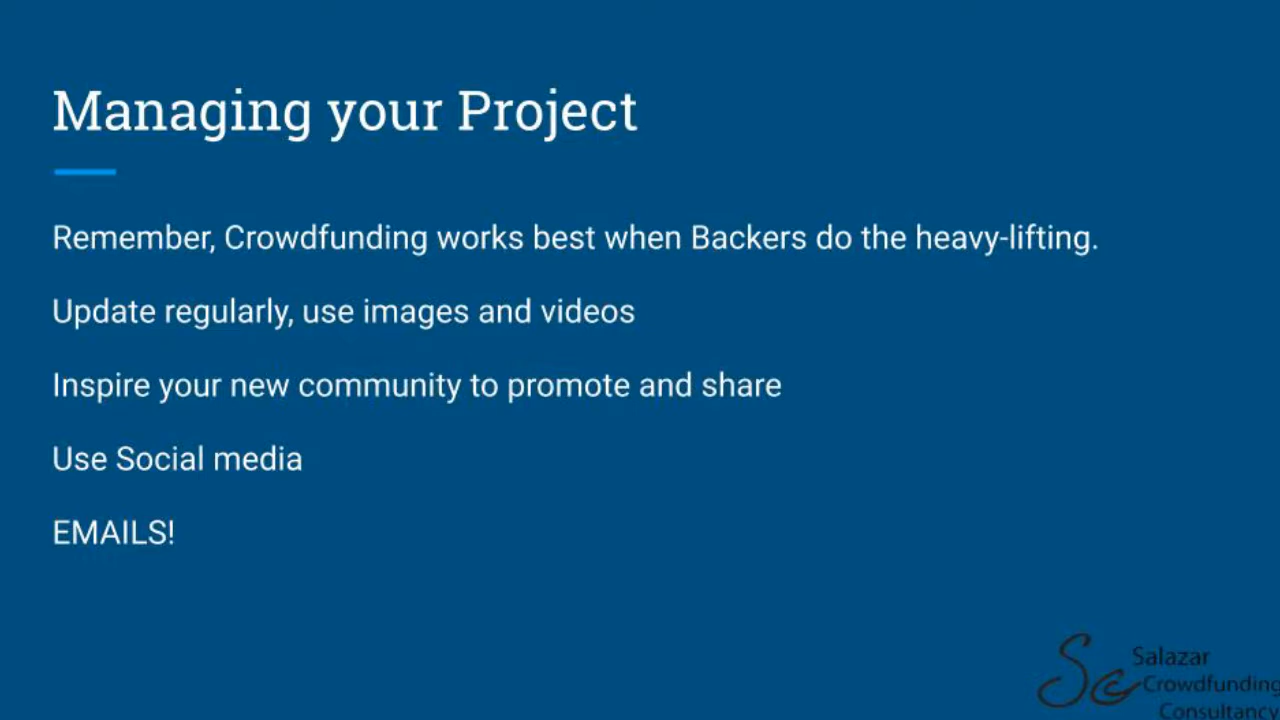 Managing your Project
Remember, Crowdfunding works best when Backers do the heavy-lifting.
Update regularly, use images and videos
Inspire your new community to promote and share
Use Social media
EMAILS!
Sc
Salazar
Crowdfunding
Consultancy